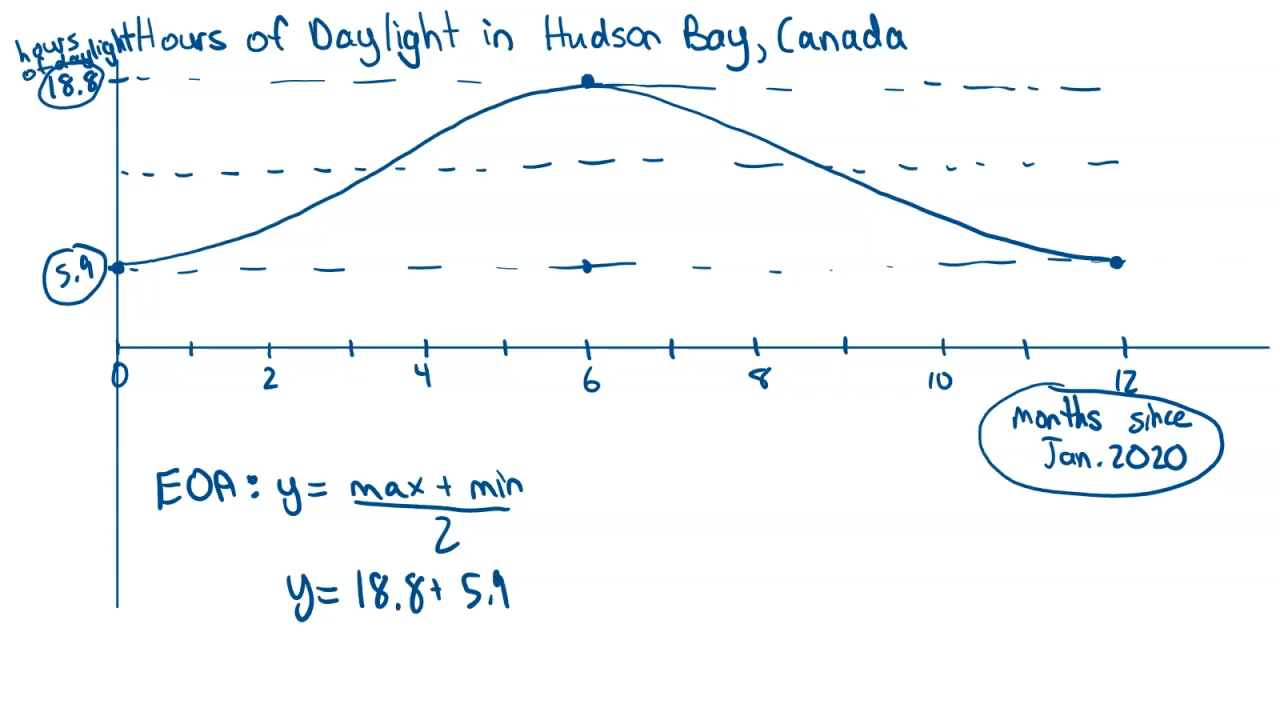 Hours of Daylight in Hudson Bay, Canada
hours
of daylight
18.8
5.9
0 2 4 6 8 10 12
months since
Jan. 2020
EOA: y = max + min
2
y = 18.8 + 5.9